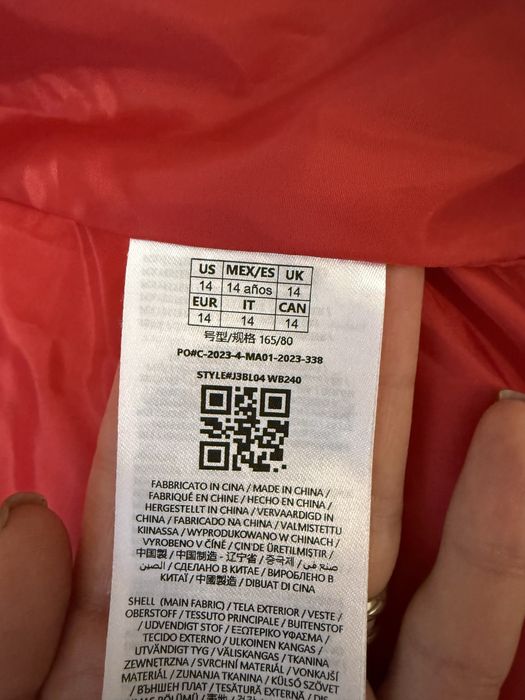 US MEX/ES UK
14 14 años 14
EUR IT CAN
14 14 14
号型/规格 165/80
PO#C-2023-4-MA01-2023-338
STYLE#J3BL04 WB240
FABBRICATO IN CINA / MADE IN CHINA /
FABRIQUÉ EN CHINE / HECHO EN CHINA /
HERGESTELLT IN CHINA / VERVAARDIGD IN
CHINA / FABRICADO NA CHINA / VALMISTETTU
KIINASSA / WYPRODUKOWANO W CHINACH /
VYROBENO V ČÍNĚ / ÇIN'DE ÜRETİLMİŞTİR /
中国製 / 中国制造 - 辽宁省 / 중국제 / صنع في
الصين / СДЕЛАНО В КИТАЕ / ВИРОБЛЕНО В
КИТАЇ / 中國製造 / DIBUAT DI CINA
SHELL (MAIN FABRIC) / TELA EXTERIOR / VESTE /
OBERSTOFF / TESSUTO PRINCIPALE / BUITENSTOF
/ UDVENDIGT STOF / ΕΞΩΤΕΡΙΚΟ ΥΦΑΣΜΑ /
TECIDO EXTERNO / ULKOINEN KANGAS /
UTVÄNDIGT TYG / VÄLISKANGAS / TKANINA
ZEWNĘTRZNA / SVRCHNÍ MATERIÁL / VONKAJŠÍ
MATERIÁL / ZUNANJA TKANINA / KÜLSŐ SZÖVET
/ ВЪНШЕН ПЛАТ / TESĂTURĂ EXTERNĂ / DIŞ